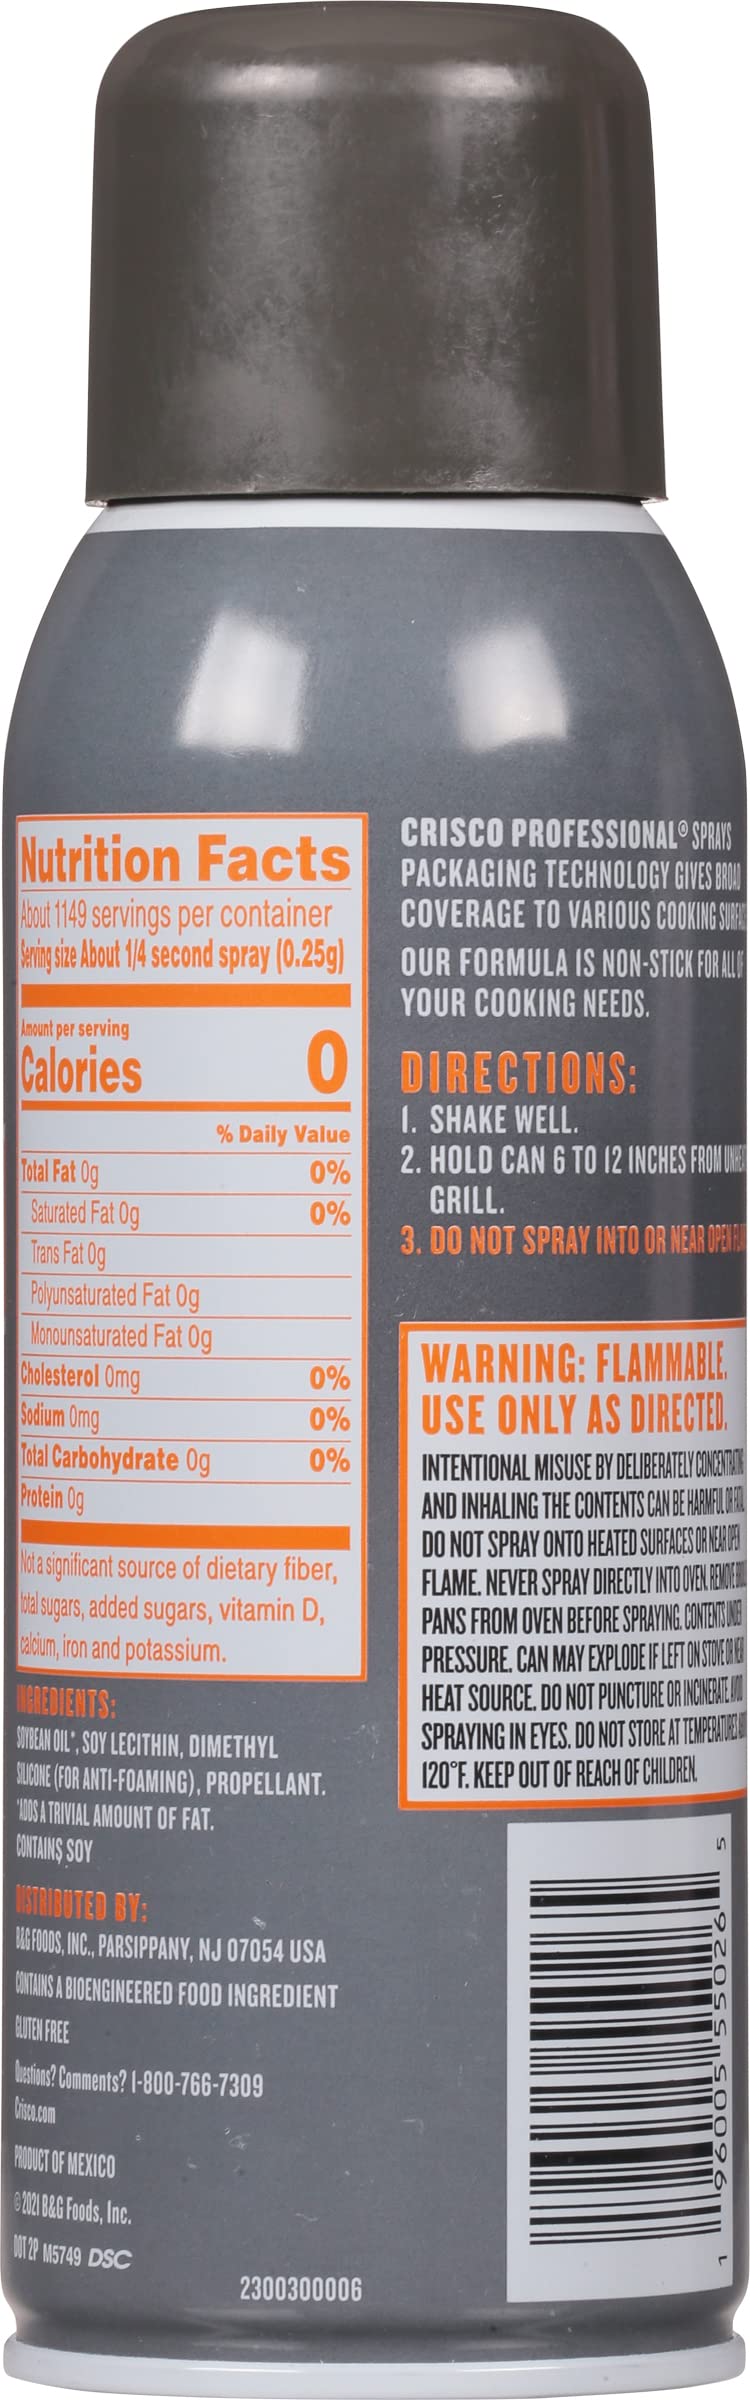 Nutrition Facts
About 1149 servings per container
Serving size About 1/4 second spray (0.25g)
Amount per serving
Calories 0
% Daily Value
Total Fat 0g 0%
Saturated Fat 0g 0%
Trans Fat 0g
Polyunsaturated Fat 0g
Monounsaturated Fat 0g
Cholesterol 0mg 0%
Sodium 0mg 0%
Total Carbohydrate 0g 0%
Protein 0g
Not a significant source of dietary fiber,
total sugars, added sugars, vitamin D,
calcium, iron and potassium.
INGREDIENTS:
SOYBEAN OIL*, SOY LECITHIN, DIMETHYL
SILICONE (FOR ANTI-FOAMING), PROPELLANT.
*ADDS A TRIVIAL AMOUNT OF FAT.
CONTAINS SOY
DISTRIBUTED BY:
B&G FOODS, INC., PARSIPPANY, NJ 07054 USA
CONTAINS A BIOENGINEERED FOOD INGREDIENT
GLUTEN FREE
Questions? Comments? 1-800-766-7309
Crisco.com
PRODUCT OF MEXICO
© 2021 B&G Foods, Inc.
DOT 2P M5749 DSC
2300300006
CRISCO PROFESSIONAL® SPRAYS
PACKAGING TECHNOLOGY GIVES BROAD
COVERAGE TO VARIOUS COOKING
OUR FORMULA IS NON-STICK FOR ALL OF
YOUR COOKING NEEDS.
DIRECTIONS:
1. SHAKE WELL.
2. HOLD CAN 6 TO 12 INCHES FROM
GRILL.
3. DO NOT SPRAY INTO OR NEAR OPEN
WARNING: FLAMMABLE.
USE ONLY AS DIRECTED.
INTENTIONAL MISUSE BY DELIBERATELY CONCENTRATING
AND INHALING THE CONTENTS CAN BE HARMFUL OR FATAL.
DO NOT SPRAY ONTO HEATED SURFACES OR NEAR OPEN
FLAME. NEVER SPRAY DIRECTLY INTO OVEN. REMOVE
PANS FROM OVEN BEFORE SPRAYING. CONTENTS UNDER
PRESSURE. CAN MAY EXPLODE IF LEFT ON STOVE OR NEAR
HEAT SOURCE. DO NOT PUNCTURE OR INCINERATE. AVOID
SPRAYING IN EYES. DO NOT STORE AT TEMPERATURES
120°F. KEEP OUT OF REACH OF CHILDREN.
1 96005 55026 5